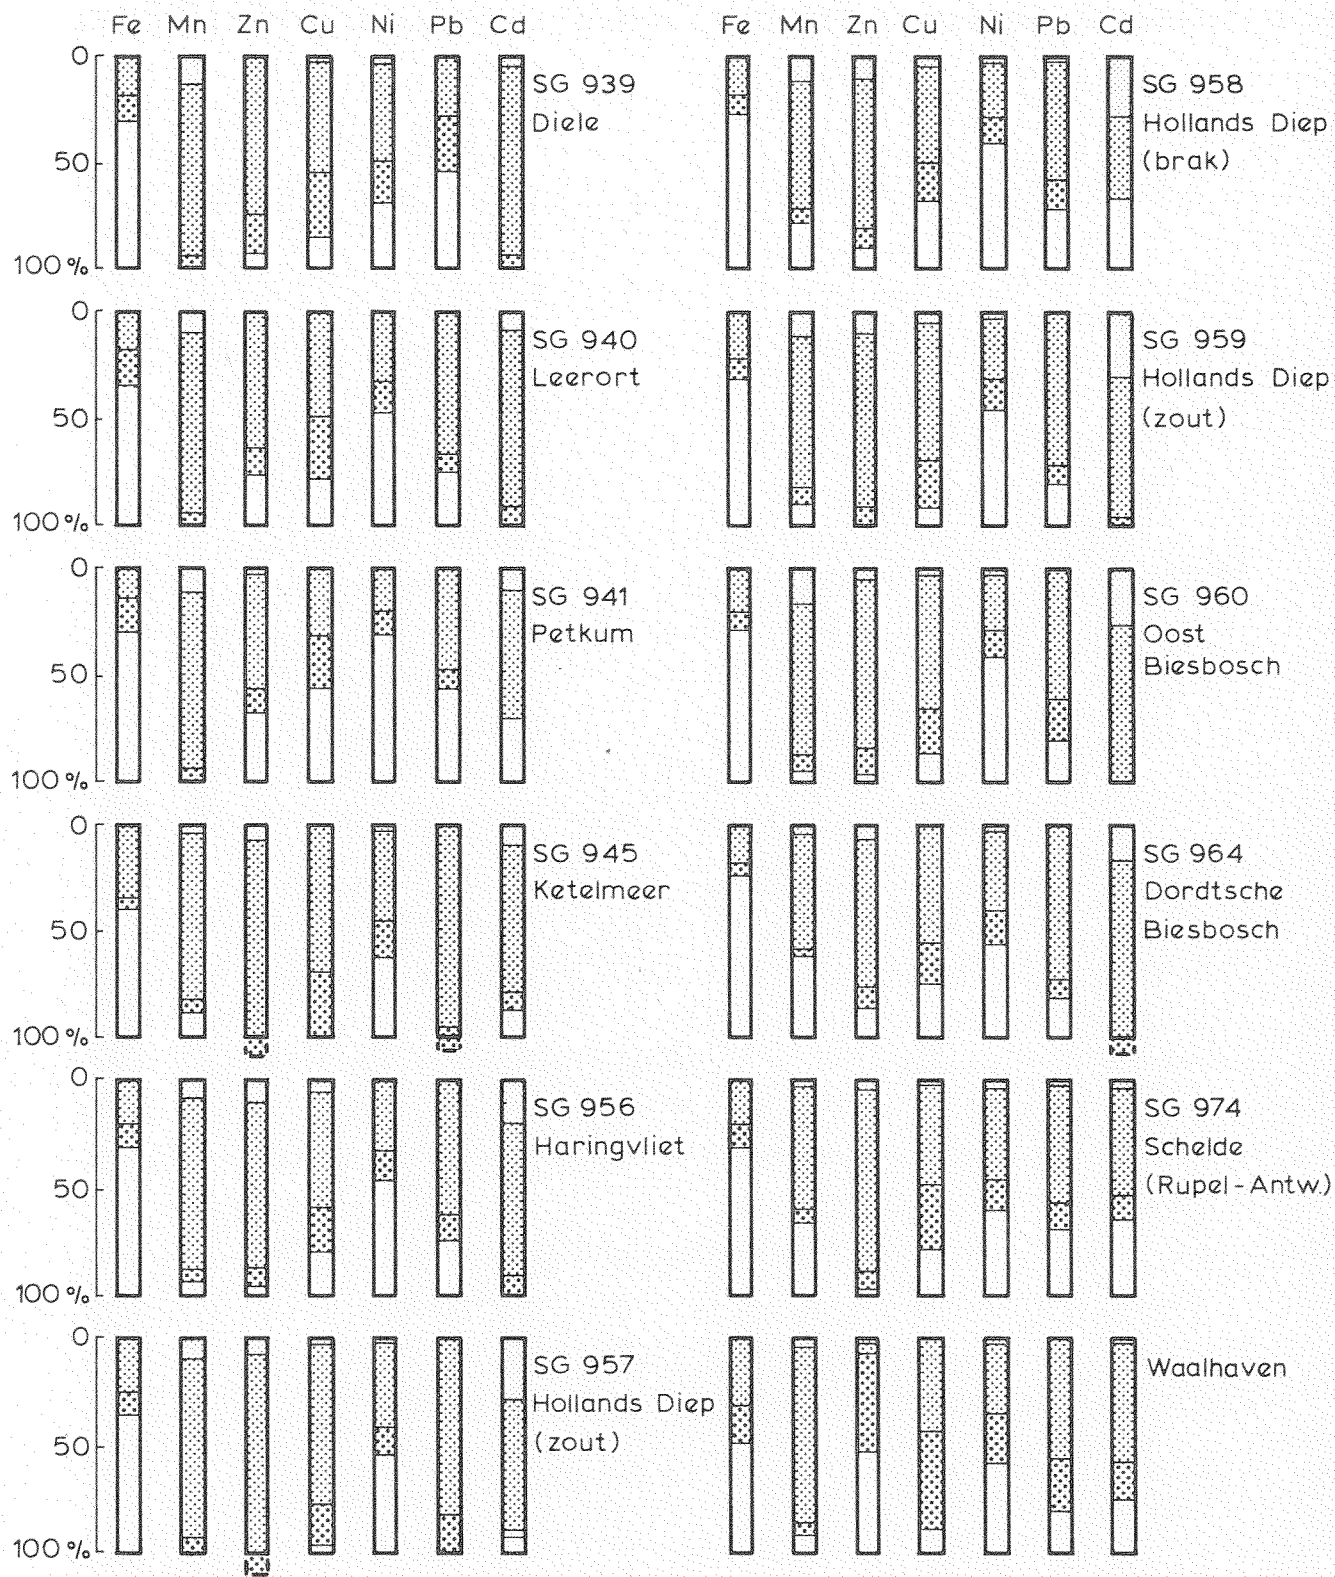 Fe Mn Zn Cu Ni Pb Cd
Fe Mn Zn Cu Ni Pb Cd
0
50
100 %
SG 939
Diele
SG 958
Hollands Diep
(brak)
0
50
100 %
SG 940
Leerort
SG 959
Hollands Diep
(zout)
0
50
100 %
SG 941
Petkum
SG 960
Oost
Biesbosch
0
50
100 %
SG 945
Ketelmeer
SG 964
Dordtsche
Biesbosch
0
50
100 %
SG 956
Haringvliet
SG 974
Schelde
(Rupel-Antw.)
0
50
100 %
SG 957
Hollands Diep
(zout)
Waalhaven